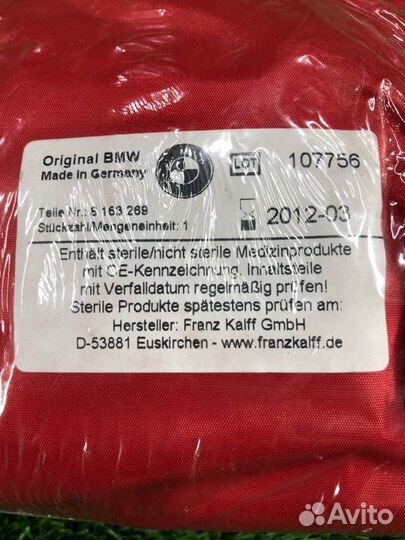 Original BMW
Made in Germany
BMW
LOT 107756
Teile Nr.: 8 163 269
Stückzahl/Mengeneinheit: 1
2012-03
Enthält sterile/nicht sterile Medizinprodukte
mit CE-Kennzeichnung. Inhaltsteile
mit Verfalldatum regelmäßig prüfen!
Sterile Produkte spätestens prüfen am:
Hersteller: Franz Kalff GmbH
D-53881 Euskirchen - www.franzkalff.de
Avito